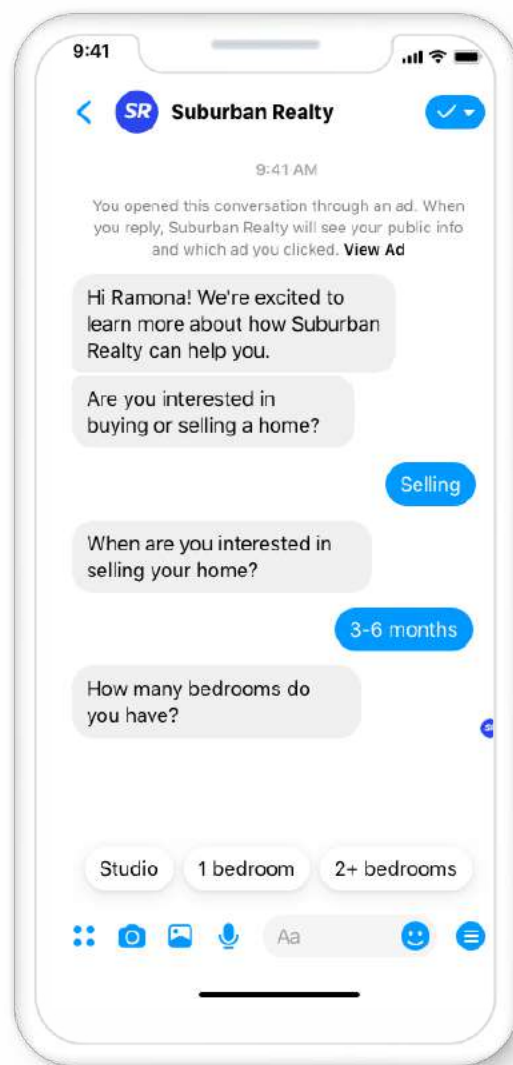 9:41
SR Suburban Realty
9:41 AM
You opened this conversation through an ad. When
you reply, Suburban Realty will see your public info
and which ad you clicked. View Ad
Hi Ramona! We're excited to
learn more about how Suburban
Realty can help you.
Are you interested in
buying or selling a home?
Selling
When are you interested in
selling your home?
3-6 months
How many bedrooms do
you have?
Studio 1 bedroom 2+ bedrooms
Aa